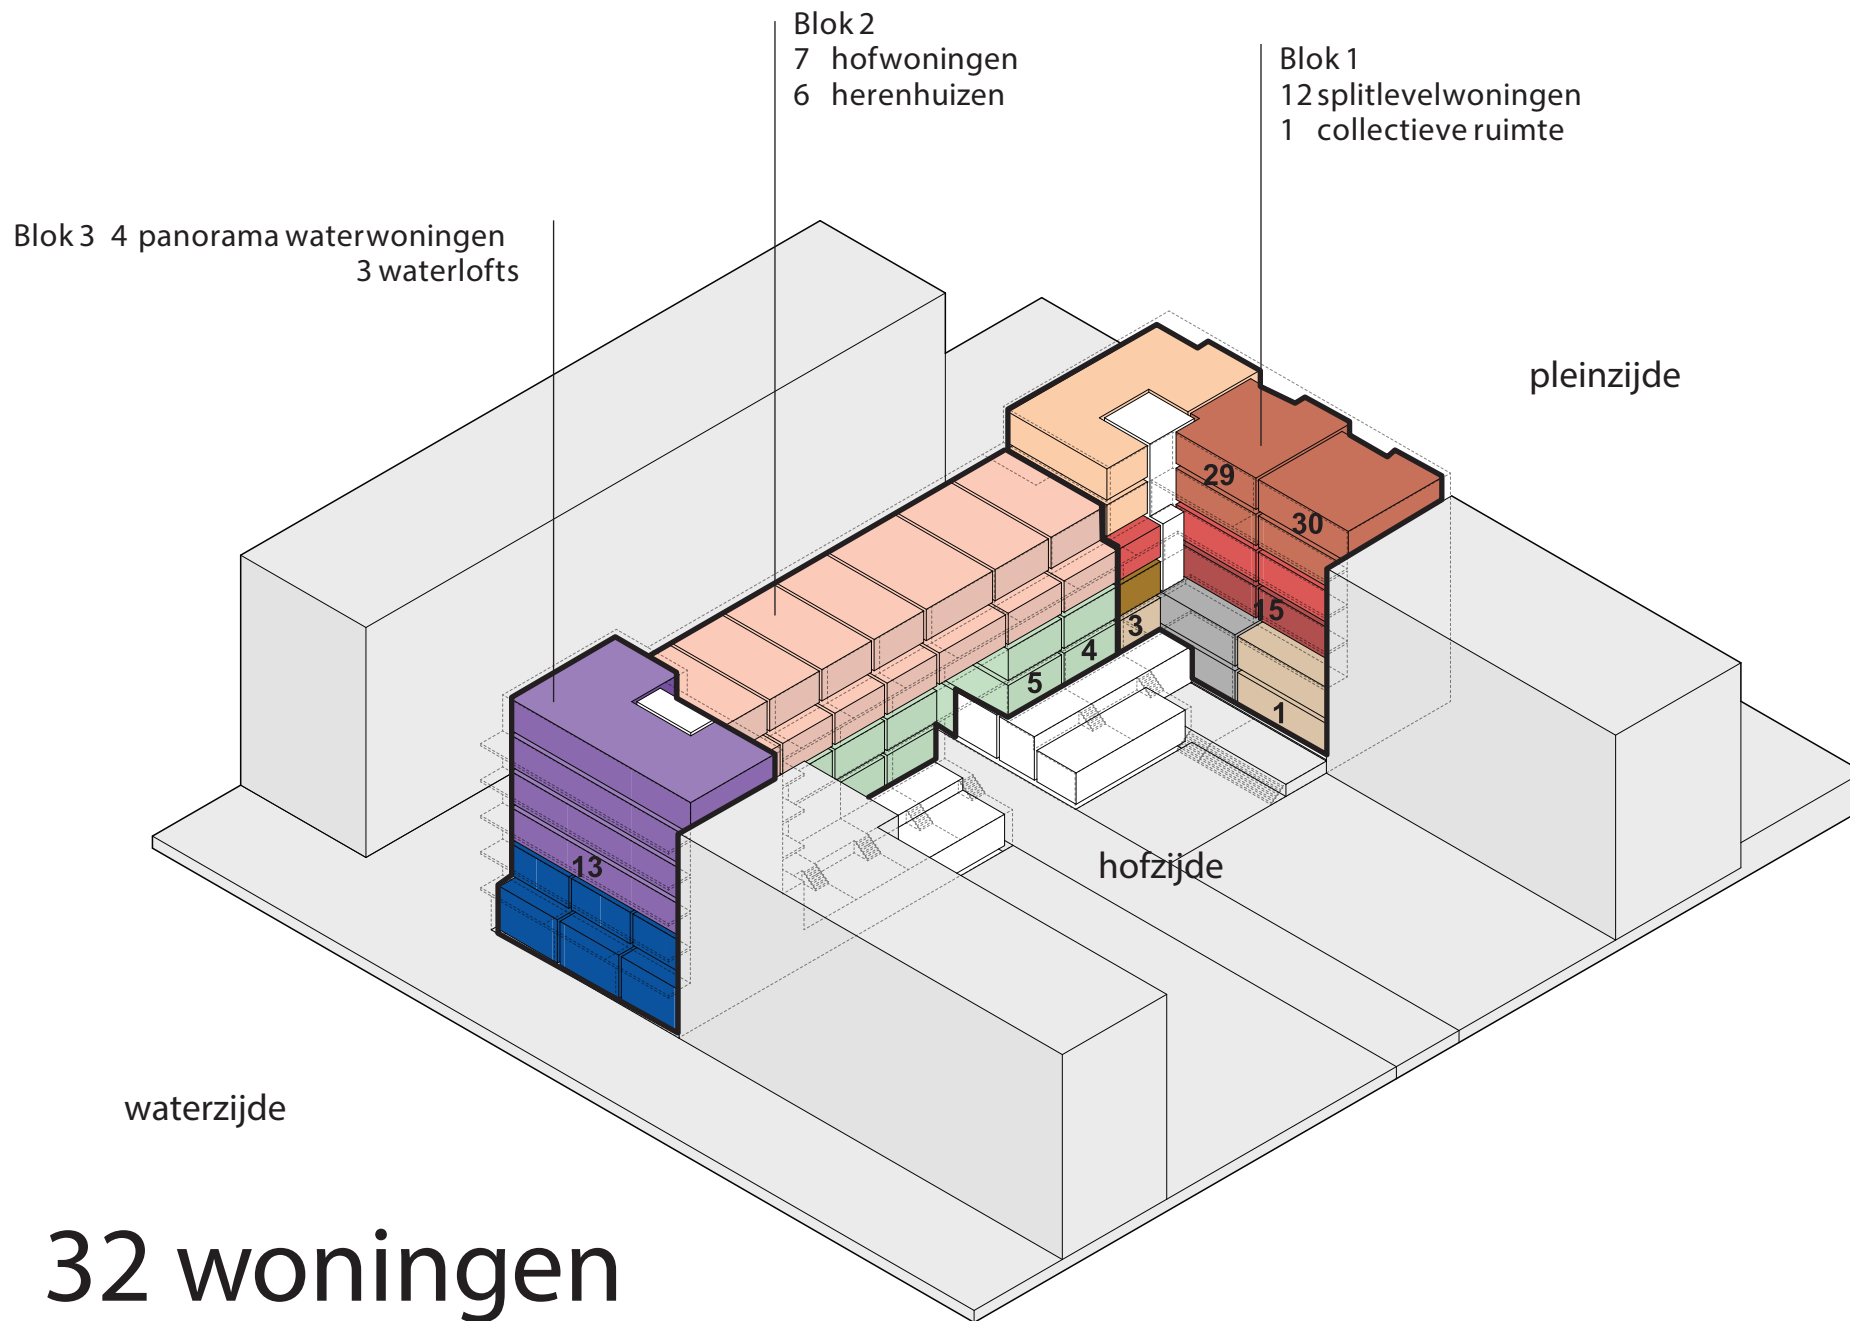 Blok 2
7 hofwoningen
6 herenhuizen
Blok 1
12 splitlevelwoningen
1 collectieve ruimte
Blok 3 4 panorama waterwoningen
3 waterlofts
pleinzijde
29
30
15
3
4
5
1
13
hofzijde
waterzijde
32 woningen